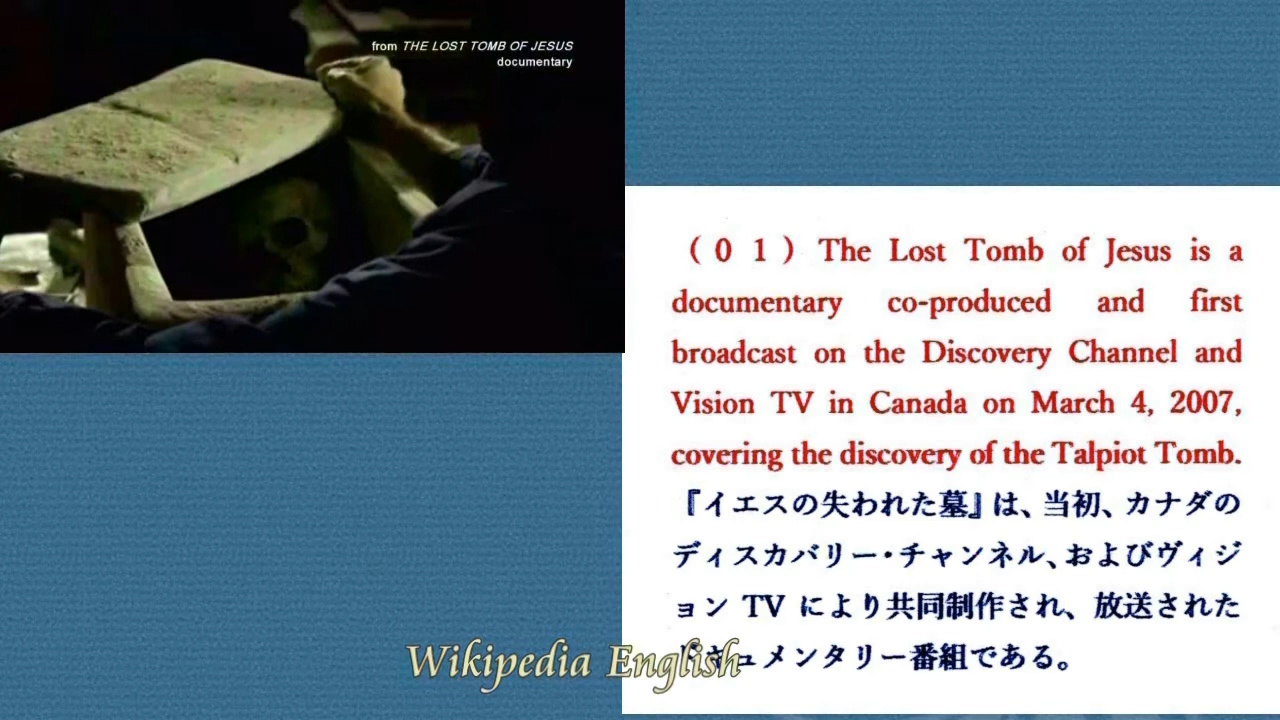 from THE LOST TOMB OF JESUS
documentary
(01) The Lost Tomb of Jesus is a
documentary co-produced and first
broadcast on the Discovery Channel and
Vision TV in Canada on March 4, 2007,
covering the discovery of the Talpiot Tomb.
『イエスの失われた墓』は、当初、カナダの
ディスカバリー・チャンネル、およびヴィジ
ョン TV により共同制作され、放送された
ドキュメンタリー番組である。
Wikipedia English